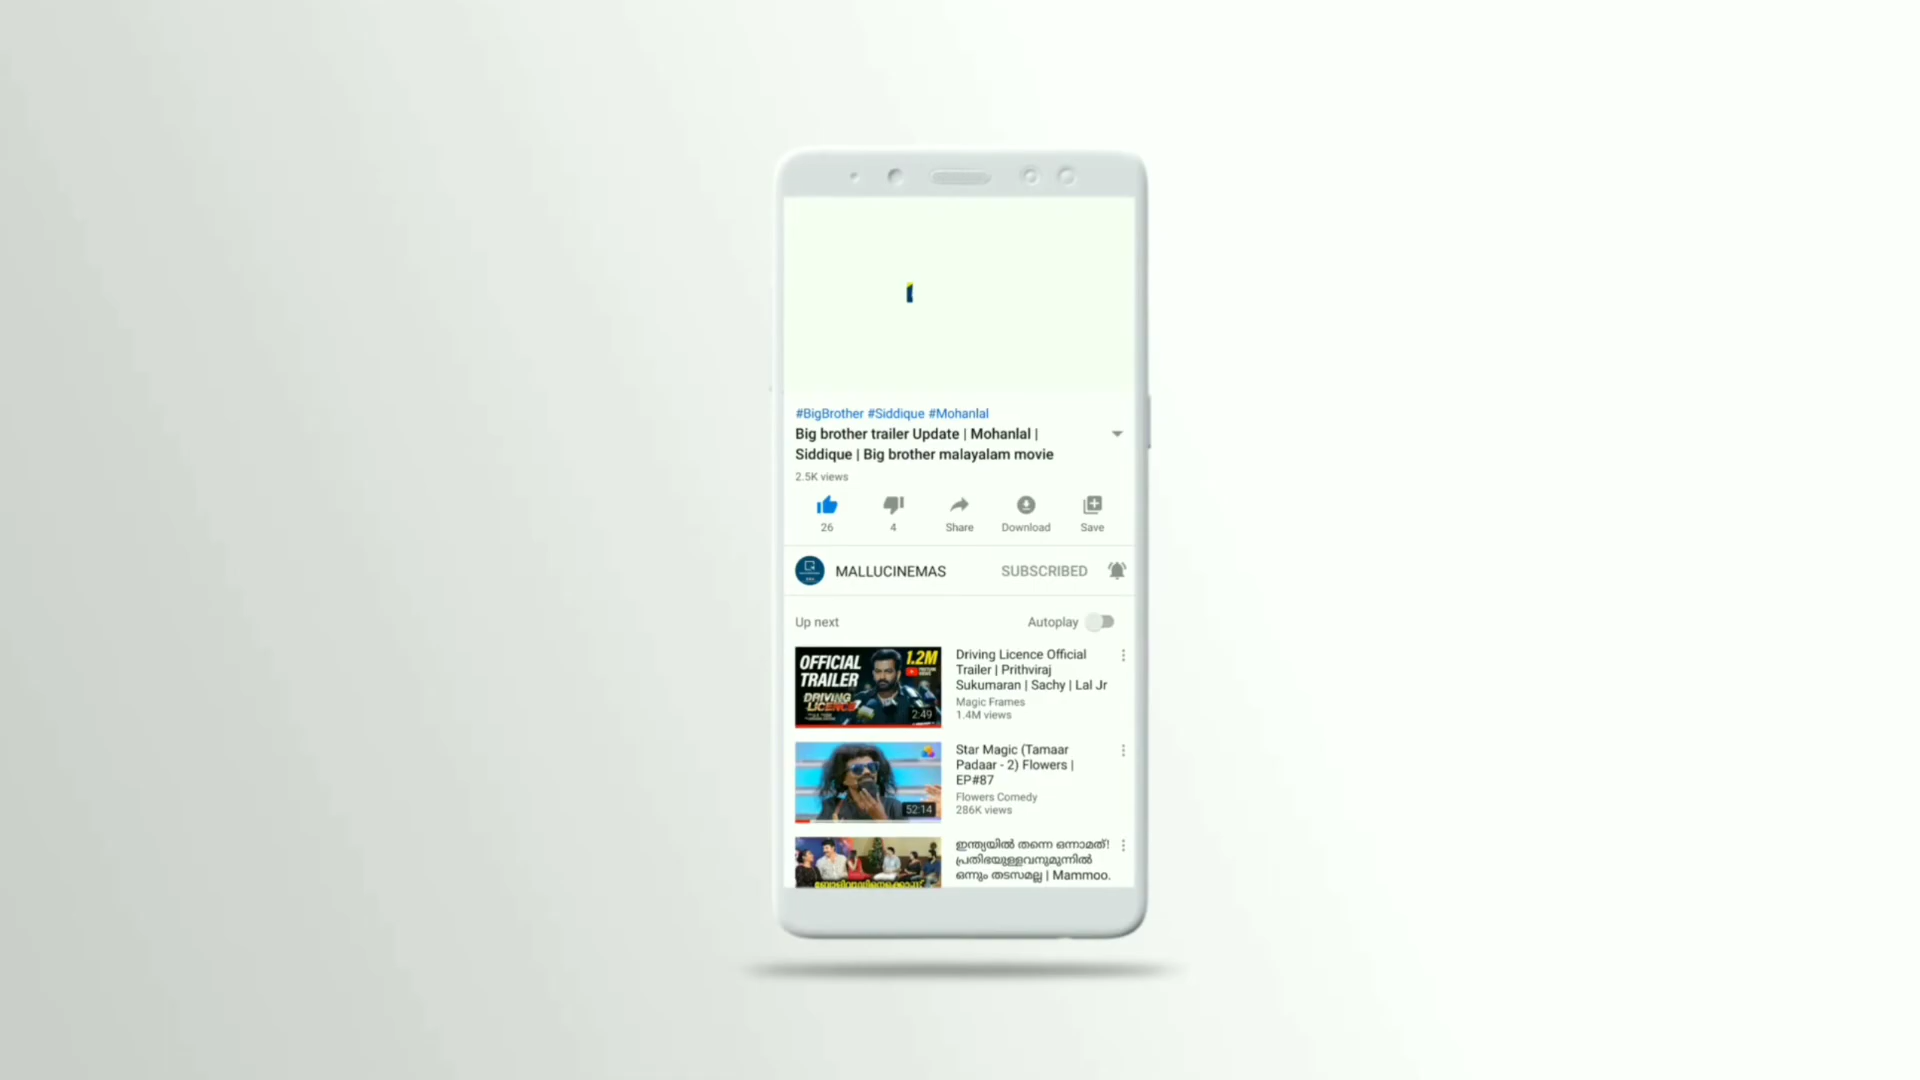 #BigBrother #Siddique #Mohanlal
Big brother trailer Update | Mohanlal |
Siddique | Big brother malayalam movie
2.5K views
26
4
Share
Download
Save
MALLUCINEMAS
SUBSCRIBED
Up next
Autoplay
OFFICIAL
TRAILER
DRIVING
LICENCE
1.2M
2:49
Driving Licence Official
Trailer | Prithviraj
Sukumaran | Sachy | Lal Jr
Magic Frames
1.4M views
52:14
Star Magic (Tamaar
Padaar - 2) Flowers |
EP#87
Flowers Comedy
286K views
ഇന്ത്യയിൽ തന്നെ ഒന്നാമത്!
പ്രതിഭയുള്ളവനുമുന്നിൽ
ഒന്നും തടസമല്ല | Mammoo.